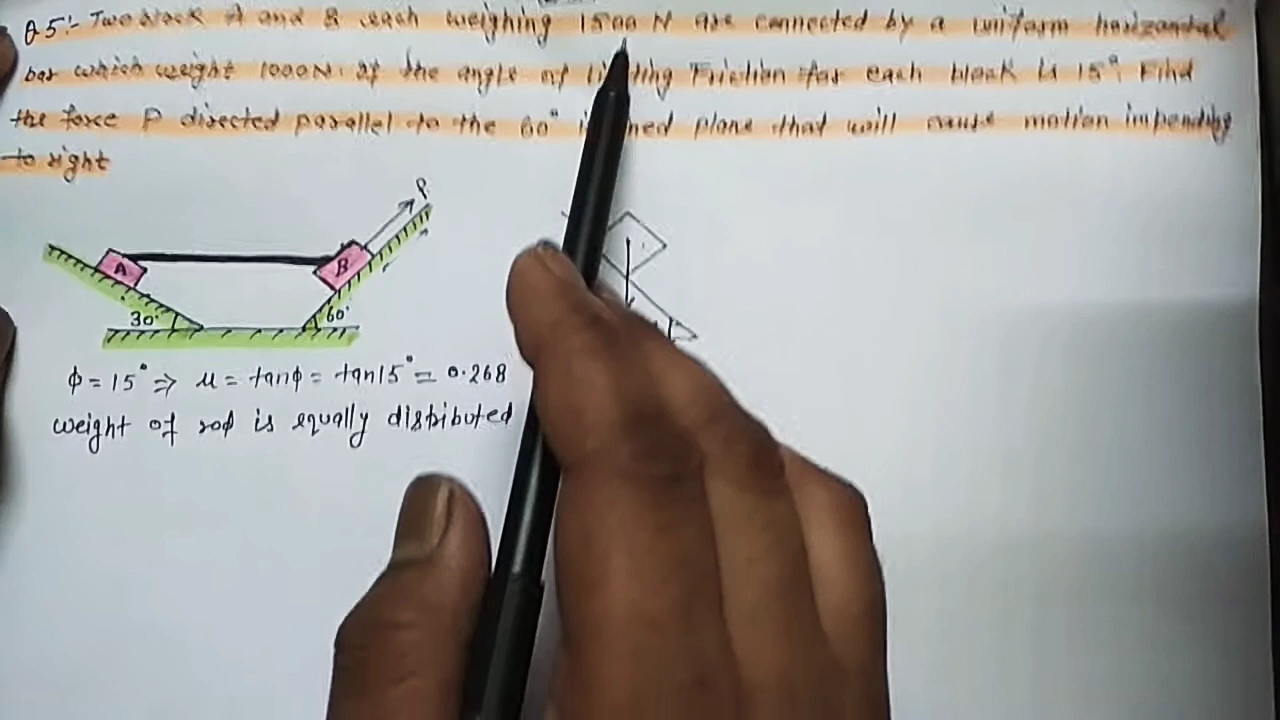 Q5:- Two block A and B each weighing 1500 N are connected by a uniform horizontal
bar which weight 1000N. If the angle of limiting Friction for each block is 15°. Find
the force P directed parallel to the 60° plane that will cause motion impending
to right
P
A
B
30°
60°
ϕ = 15° ⇒ μ = tanϕ = tan15° = 0.268
weight of rod is equally distributed